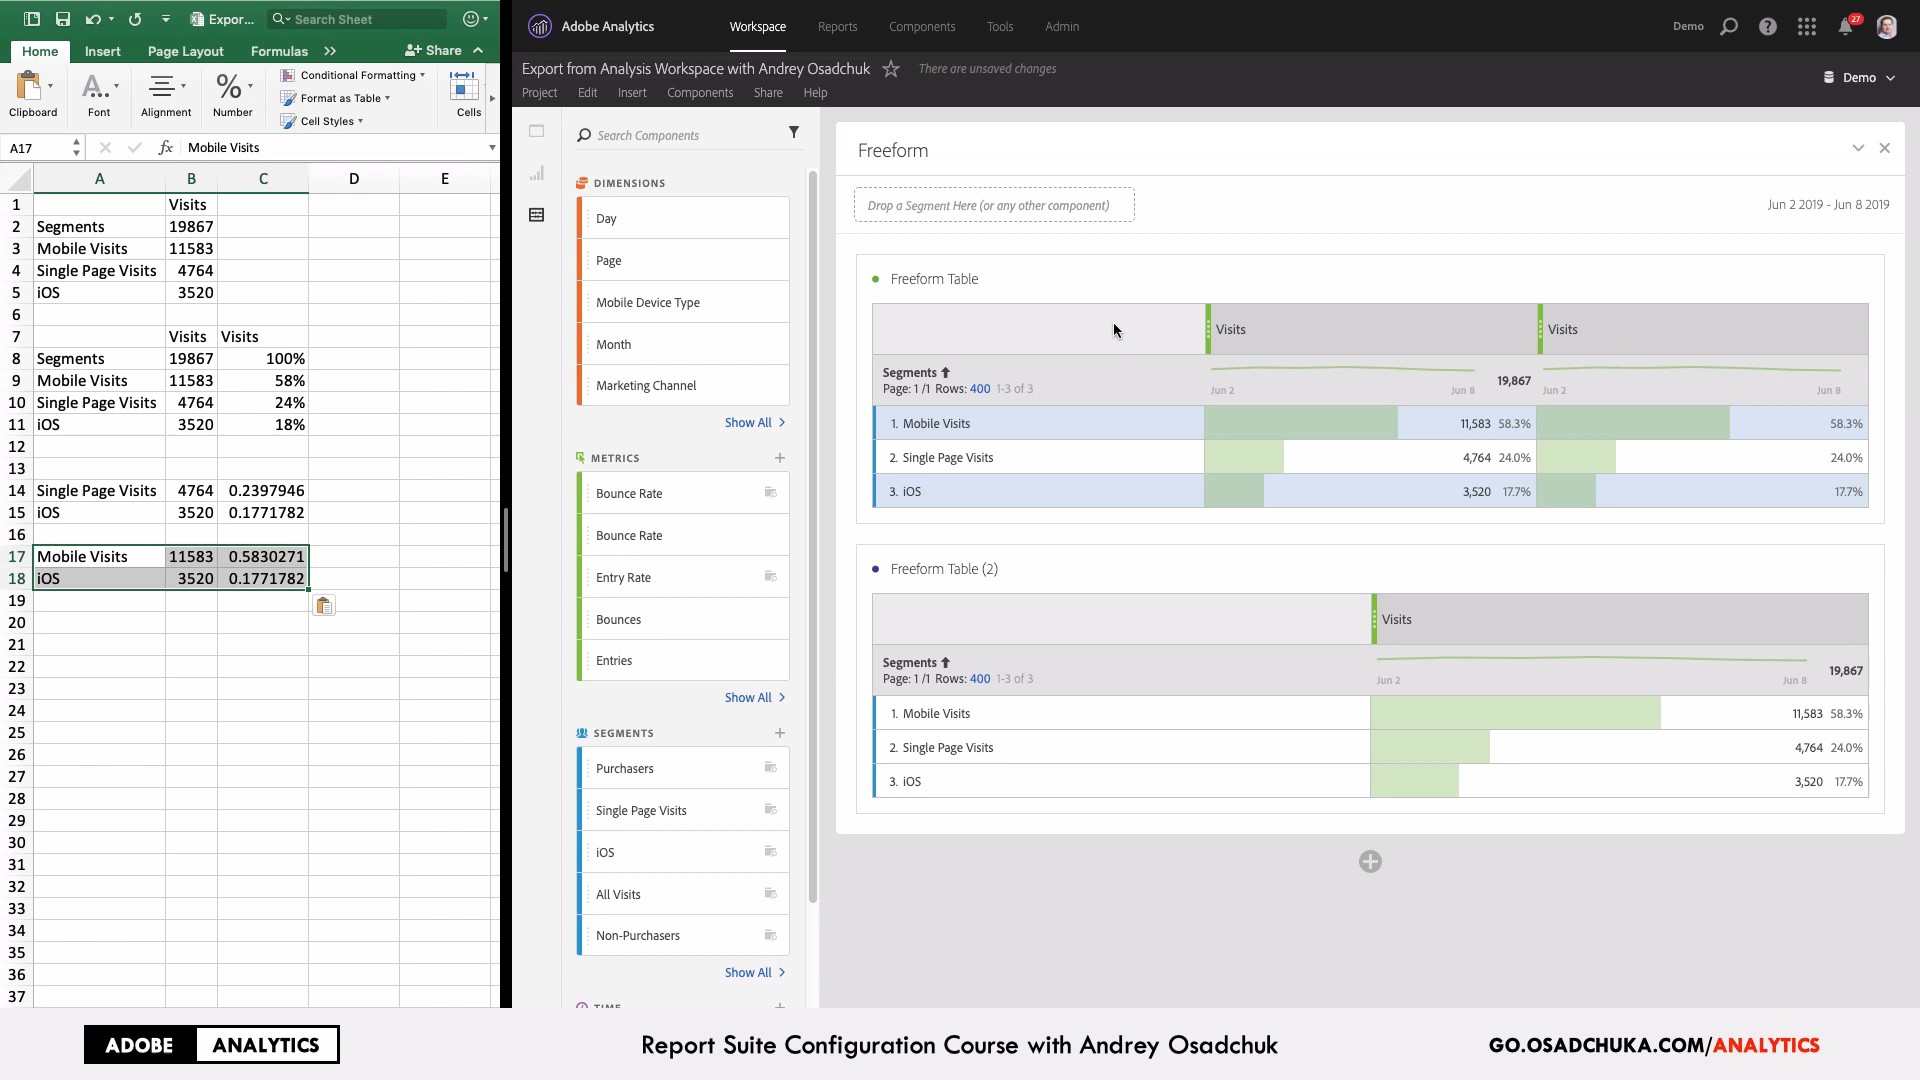 Expor...
Search Sheet
Home Insert Page Layout Formulas >> Share
Clipboard Font Alignment Number Conditional Formatting Format as Table Cell Styles Cells
A17 fx Mobile Visits
A B C D E
1 Visits
2 Segments 19867
3 Mobile Visits 11583
4 Single Page Visits 4764
5 iOS 3520
6
7 Visits Visits
8 Segments 19867 100%
9 Mobile Visits 11583 58%
10 Single Page Visits 4764 24%
11 iOS 3520 18%
12
13
14 Single Page Visits 4764 0.2397946
15 iOS 3520 0.1771782
16
17 Mobile Visits 11583 0.5830271
18 iOS 3520 0.1771782
19
20
21
22
23
24
25
26
27
28
29
30
31
32
33
34
35
36
37
Adobe Analytics Workspace Reports Components Tools Admin Demo 27
Export from Analysis Workspace with Andrey Osadchuk There are unsaved changes
Demo
Project Edit Insert Components Share Help
Search Components
DIMENSIONS
Day
Page
Mobile Device Type
Month
Marketing Channel
Show All >
METRICS +
Bounce Rate
Bounce Rate
Entry Rate
Bounces
Entries
Show All >
SEGMENTS +
Purchasers
Single Page Visits
iOS
All Visits
Non-Purchasers
Show All >
TIME +
Freeform
Drop a Segment Here (or any other component)
Jun 2 2019 - Jun 8 2019
Freeform Table
Visits Visits
Segments
Page: 1 /1 Rows: 400 1-3 of 3
Jun 2 Jun 8 19,867 Jun 2 Jun 8
1. Mobile Visits 11,583 58.3% 58.3%
2. Single Page Visits 4,764 24.0% 24.0%
3. iOS 3,520 17.7% 17.7%
Freeform Table (2)
Visits
Segments
Page: 1 /1 Rows: 400 1-3 of 3
Jun 2 Jun 8 19,867
1. Mobile Visits 11,583 58.3%
2. Single Page Visits 4,764 24.0%
3. iOS 3,520 17.7%
ADOBE ANALYTICS
Report Suite Configuration Course with Andrey Osadchuk
GO.OSADCHUKA.COM/ANALYTICS